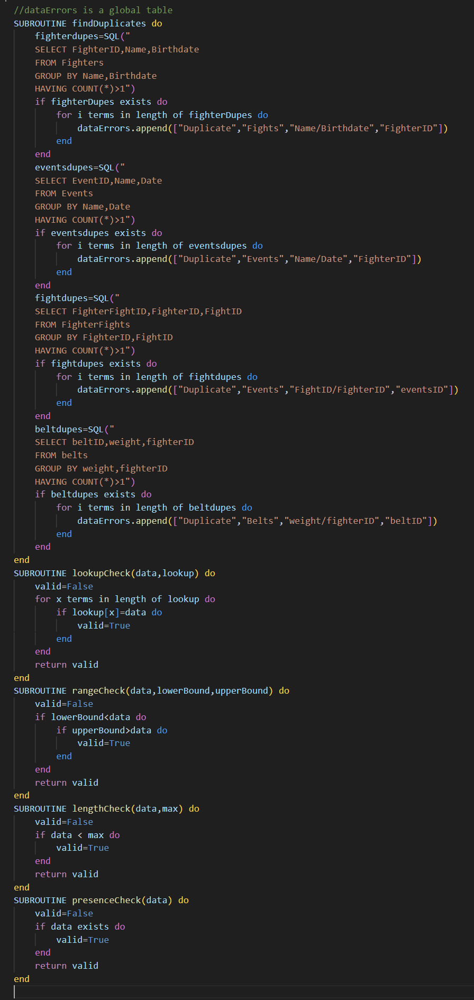 //dataErrors is a global table
SUBROUTINE findDuplicates do
    fighterdupes=SQL("
    SELECT FighterID,Name,Birthdate
    FROM Fighters
    GROUP BY Name,Birthdate
    HAVING COUNT(*)>1")
    if fighterDupes exists do
        for i terms in length of fighterDupes do
            dataErrors.append(["Duplicate","Fights","Name/Birthdate","FighterID"])
        end
    end
    eventsdupes=SQL("
    SELECT EventID,Name,Date
    FROM Events
    GROUP BY Name,Date
    HAVING COUNT(*)>1")
    if eventsdupes exists do
        for i terms in length of eventsdupes do
            dataErrors.append(["Duplicate","Events","Name/Date","FighterID"])
        end
    end
    fightdupes=SQL("
    SELECT FighterFightID,FighterID,FightID
    FROM FighterFights
    GROUP BY FighterID,FightID
    HAVING COUNT(*)>1")
    if fightdupes exists do
        for i terms in length of fightdupes do
            dataErrors.append(["Duplicate","Events","FightID/FighterID","eventsID"])
        end
    end
    beltdupes=SQL("
    SELECT beltID,weight,fighterID
    FROM belts
    GROUP BY weight,fighterID
    HAVING COUNT(*)>1")
    if beltdupes exists do
        for i terms in length of beltdupes do
            dataErrors.append(["Duplicate","Belts","weight/fighterID","beltID"])
        end
    end
end
SUBROUTINE lookupCheck(data,lookup) do
    valid=False
    for x terms in length of lookup do
        if lookup[x]=data do
            valid=True
        end
    end
    return valid
end
SUBROUTINE rangeCheck(data,lowerBound,upperBound) do
    valid=False
    if lowerBound<data do
        if upperBound>data do
            valid=True
        end
    end
    return valid
end
SUBROUTINE lengthCheck(data,max) do
    valid=False
    if data < max do
        valid=True
    end
    return valid
end
SUBROUTINE presenceCheck(data) do
    valid=False
    if data exists do
        valid=True
    end
    return valid
end